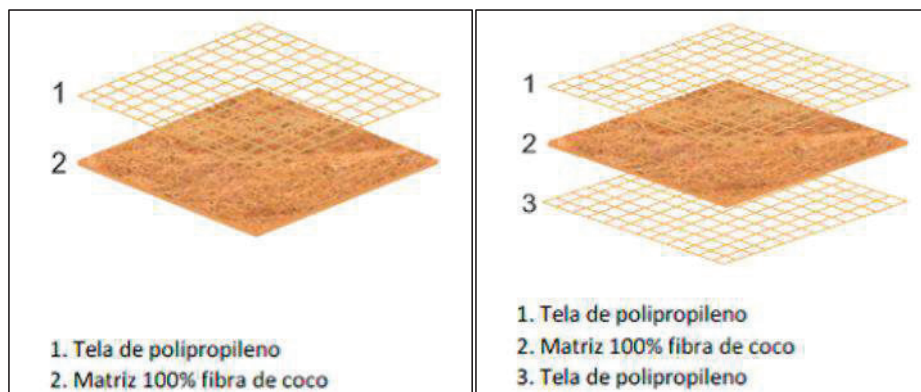 1
2
1. Tela de polipropileno
2. Matriz 100% fibra de coco
1
2
3
1. Tela de polipropileno
2. Matriz 100% fibra de coco
3. Tela de polipropileno